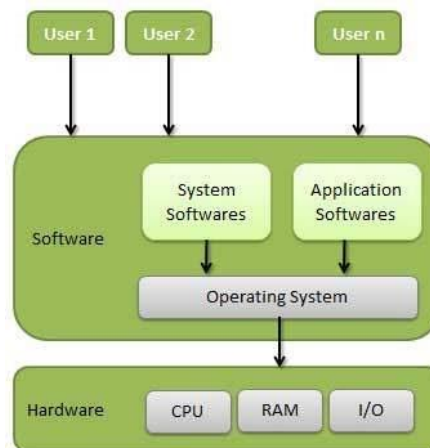 User 1
User 2
User n
System
Softwares
Application
Softwares
Software
Operating System
Hardware
CPU
RAM
I/O